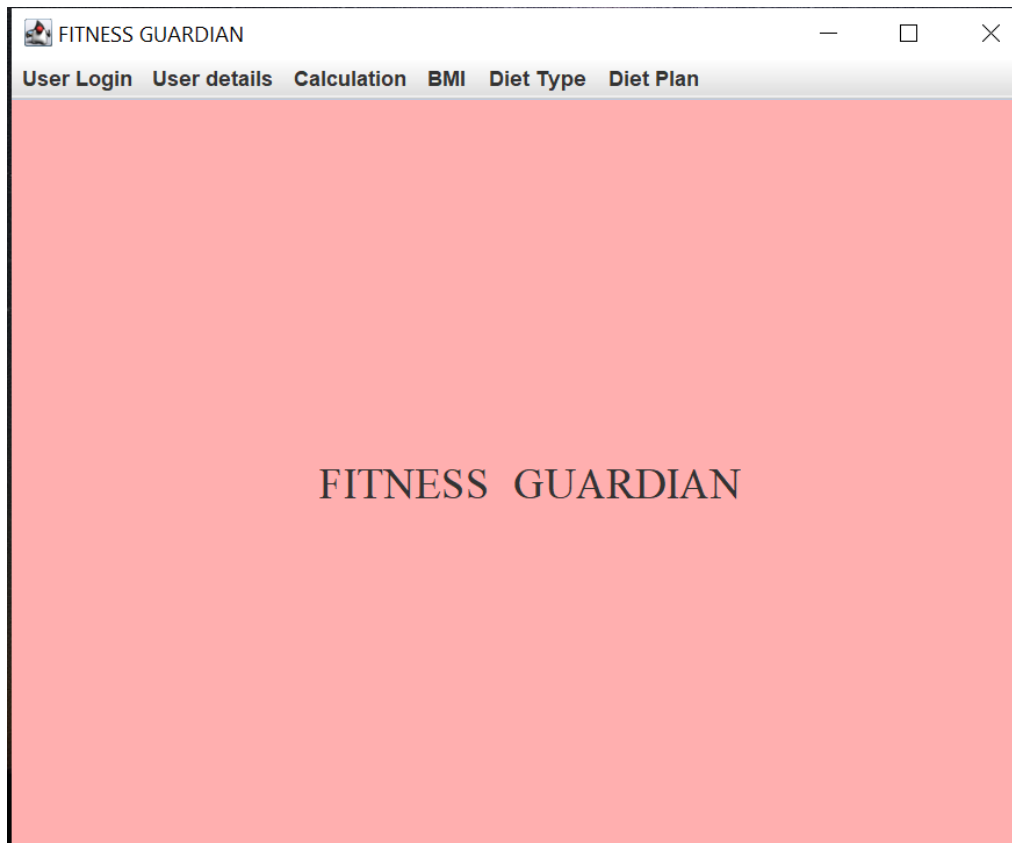 FITNESS GUARDIAN
User Login User details Calculation BMI Diet Type Diet Plan
FITNESS GUARDIAN